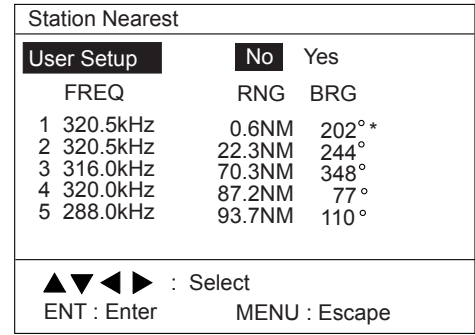 Station Nearest
User Setup No Yes
FREQ RNG BRG
1 320.5kHz 0.6NM 202°*
2 320.5kHz 22.3NM 244°
3 316.0kHz 70.3NM 348°
4 320.0kHz 87.2NM 77°
5 288.0kHz 93.7NM 110°
▲▼◀▶ : Select
ENT : Enter MENU : Escape